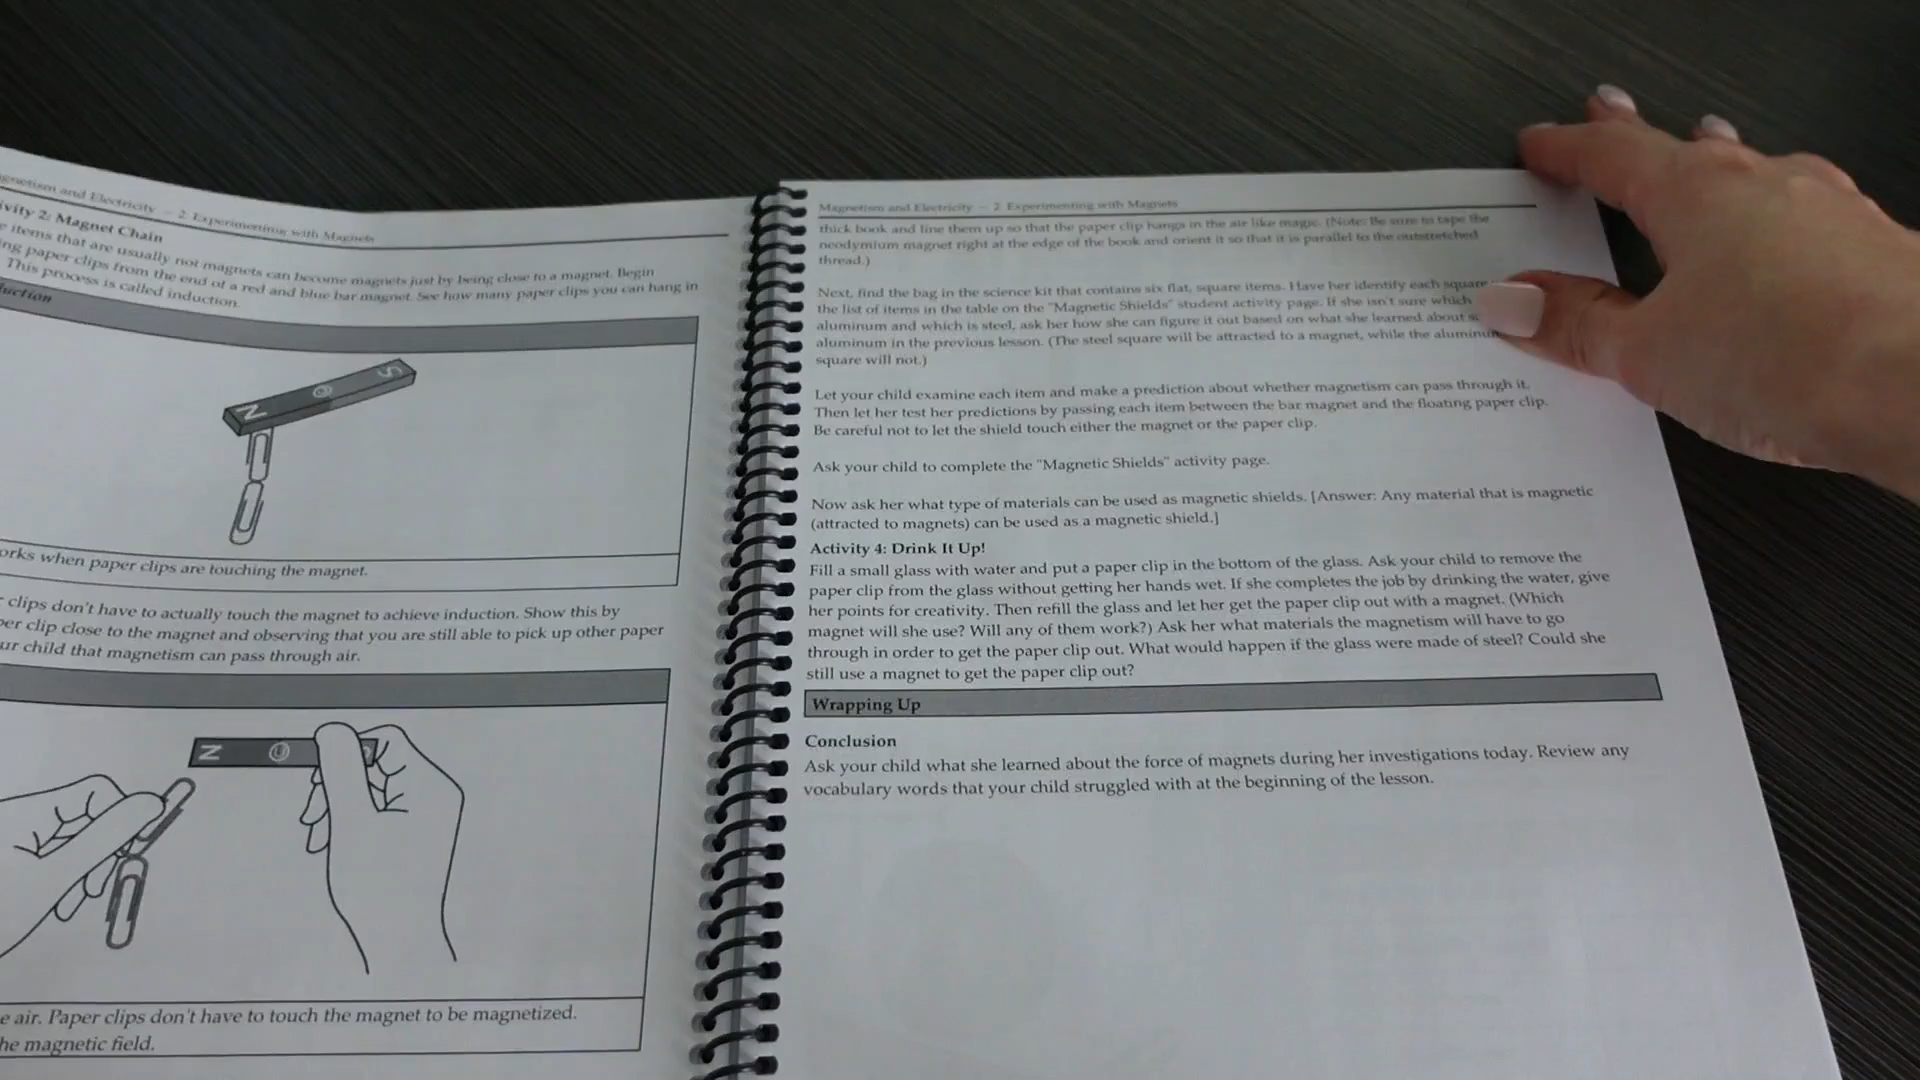 Magnetism and Electricity — 2 Experimenting with Magnets
Activity 2: Magnet Chain
items that are usually not magnets can become magnets just by being close to a magnet. Begin
paper clips from the end of a red and blue bar magnet. See how many paper clips you can hang in
This process is called induction.
N
S
works when paper clips are touching the magnet.
clips don't have to actually touch the magnet to achieve induction. Show this by
clip close to the magnet and observing that you are still able to pick up other paper
child that magnetism can pass through air.
N
air. Paper clips don't have to touch the magnet to be magnetized.
magnetic field.
Magnetism and Electricity — 2 Experimenting with Magnets
thick book and line them up so that the paper clip hangs in the air like magic. (Note: Be sure to tape the
neodymium magnet right at the edge of the book and orient it so that it is parallel to the outstretched
thread.)
Next, find the bag in the science kit that contains six flat, square items. Have her identify each square
the list of items in the table on the "Magnetic Shields" student activity page. If she isn't sure which
aluminum and which is steel, ask her how she can figure it out based on what she learned about
aluminum in the previous lesson. (The steel square will be attracted to a magnet, while the aluminum
square will not.)
Let your child examine each item and make a prediction about whether magnetism can pass through it.
Then let her test her predictions by passing each item between the bar magnet and the floating paper clip.
Be careful not to let the shield touch either the magnet or the paper clip.
Ask your child to complete the "Magnetic Shields" activity page.
Now ask her what type of materials can be used as magnetic shields. [Answer: Any material that is magnetic
(attracted to magnets) can be used as a magnetic shield.]
Activity 4: Drink It Up!
Fill a small glass with water and put a paper clip in the bottom of the glass. Ask your child to remove the
paper clip from the glass without getting her hands wet. If she completes the job by drinking the water, give
her points for creativity. Then refill the glass and let her get the paper clip out with a magnet. (Which
magnet will she use? Will any of them work?) Ask her what materials the magnetism will have to go
through in order to get the paper clip out. What would happen if the glass were made of steel? Could she
still use a magnet to get the paper clip out?
Wrapping Up
Conclusion
Ask your child what she learned about the force of magnets during her investigations today. Review any
vocabulary words that your child struggled with at the beginning of the lesson.